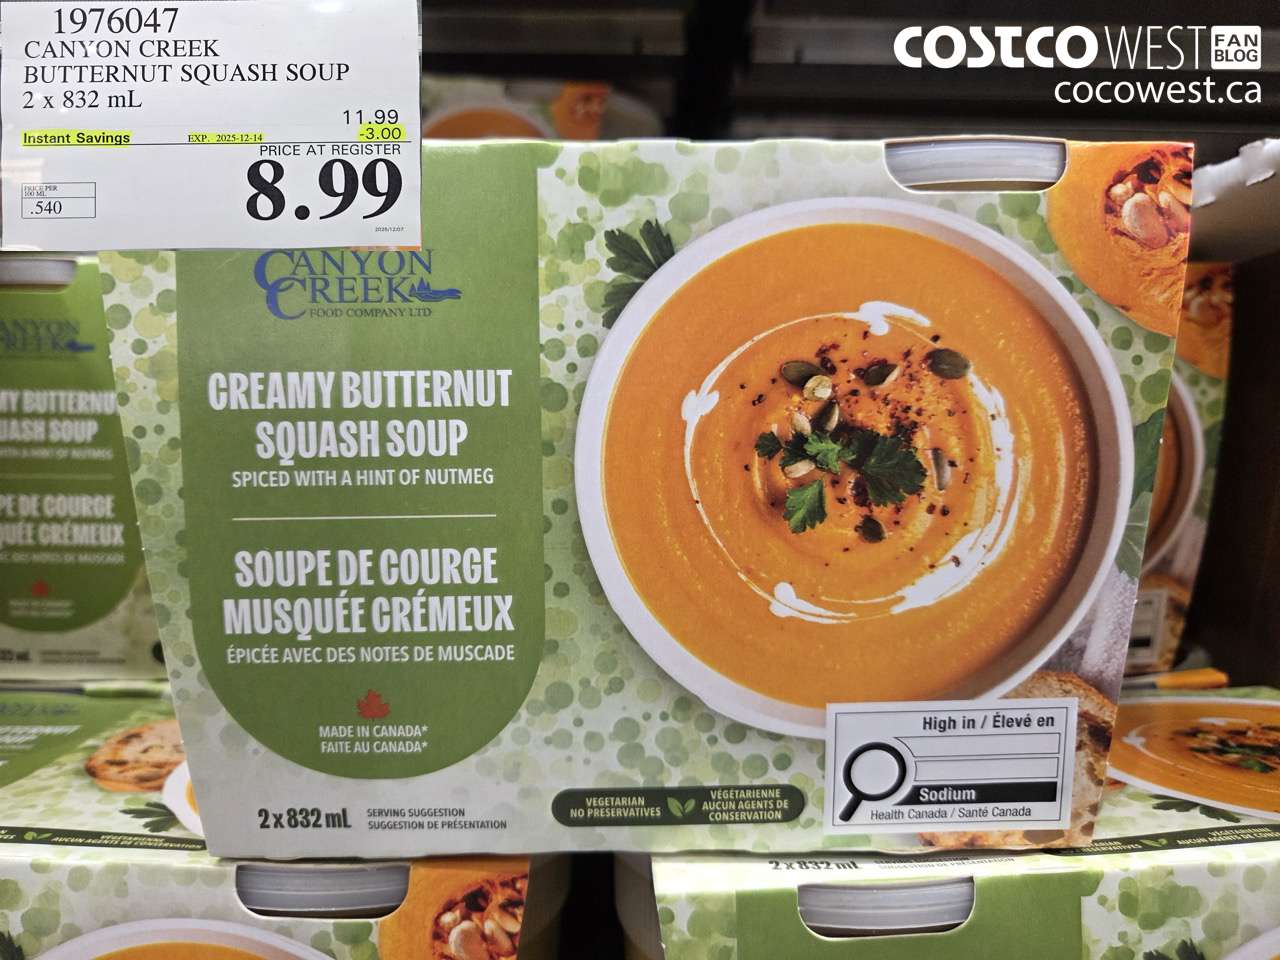 1976047
CANYON CREEK
BUTTERNUT SQUASH SOUP
2 x 832 mL
11.99
Instant Savings EXP. 2025-12-14 -3.00
PRICE AT REGISTER
8.99
PRICE PER
100 ML
.540
COSTCO WEST FAN BLOG
cocowest.ca
CANYON
CREEK
FOOD COMPANY LTD
CREAMY BUTTERNUT
SQUASH SOUP
SPICED WITH A HINT OF NUTMEG
SOUPE DE COURGE
MUSQUÉE CRÉMEUX
ÉPICÉE AVEC DES NOTES DE MUSCADE
MADE IN CANADA*
FAITE AU CANADA*
2 x 832 mL
SERVING SUGGESTION
SUGGESTION DE PRÉSENTATION
VEGETARIAN
NO PRESERVATIVES
VÉGÉTARIENNE
AUCUN AGENTS DE
CONSERVATION
High in / Élevé en
Sodium
Health Canada / Santé Canada
2 x 832 mL